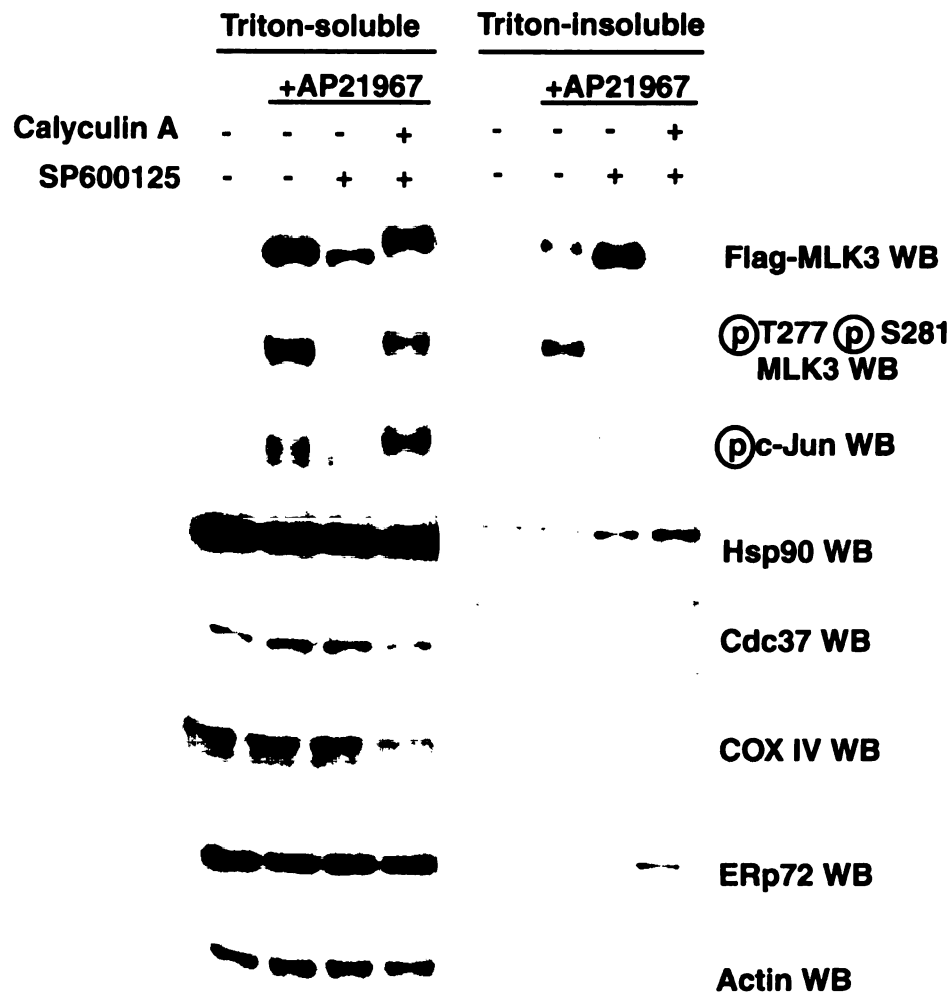 Triton-soluble Triton-insoluble
+AP21967 +AP21967
Calyculin A - - - + - - - +
SP600125 - - + + - - + +
Flag-MLK3 WB
ⓟT277 ⓟ S281
MLK3 WB
ⓟc-Jun WB
Hsp90 WB
Cdc37 WB
COX IV WB
ERp72 WB
Actin WB